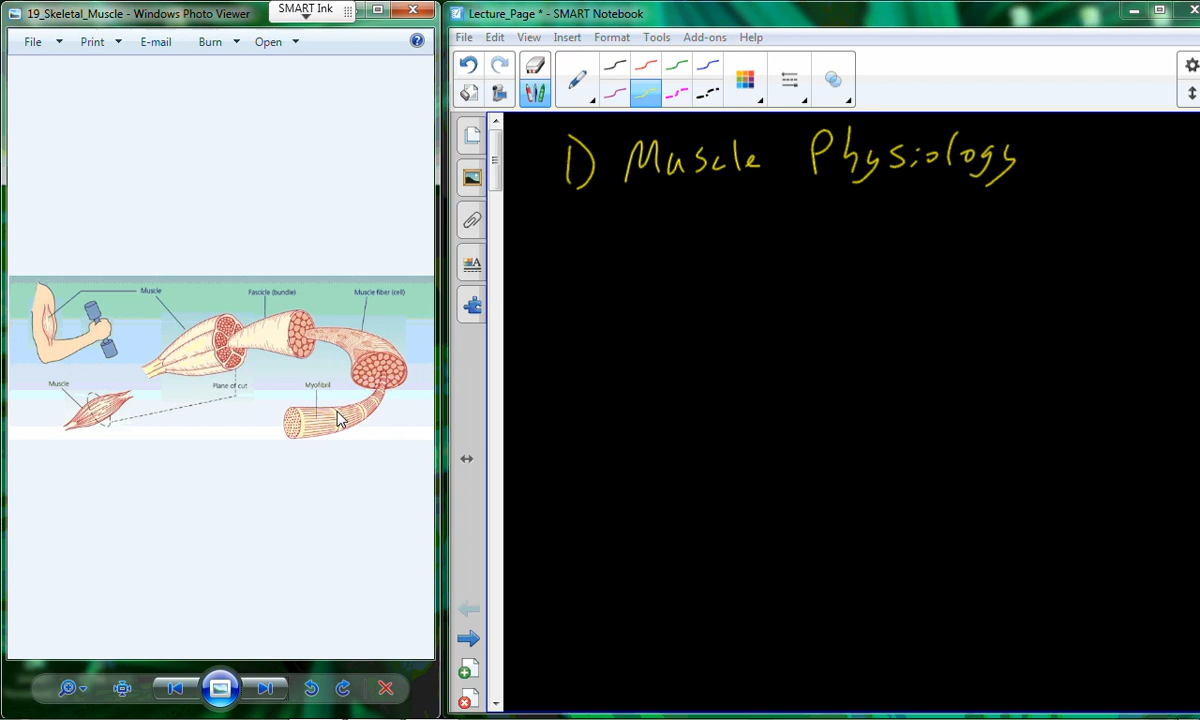 19_Skeletal_Muscle - Windows Photo Viewer
SMART Ink
File Print E-mail Burn Open
Muscle
Fascicle (bundle)
Muscle fiber (cell)
Muscle
Plane of cut
Myofibril
Lecture_Page * - SMART Notebook
File Edit View Insert Format Tools Add-ons Help
1) Muscle Physiology